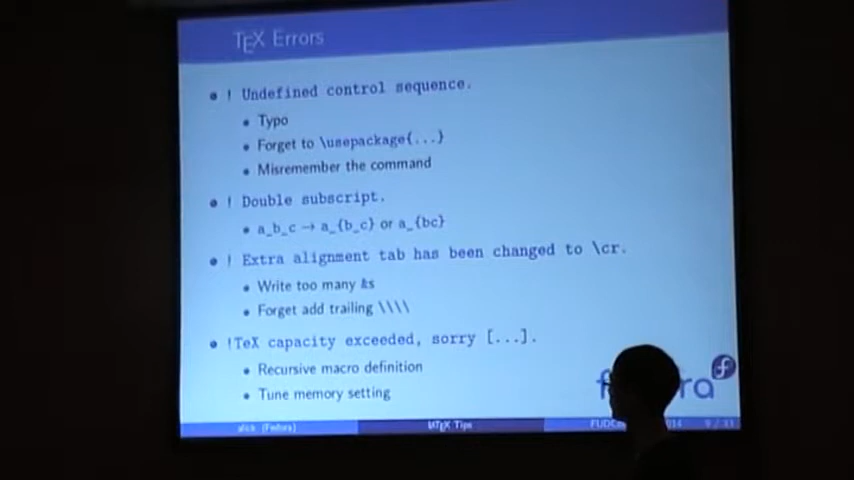 TEX Errors
! Undefined control sequence.
Typo
Forget to \usepackage{...}
Misremember the command
! Double subscript.
a_b_c → a_{b_c} or a_{bc}
! Extra alignment tab has been changed to \cr.
Write too many &s
Forget add trailing \\\\
!TeX capacity exceeded, sorry [...].
Recursive macro definition
Tune memory setting
(Fedora) LATEX Tips